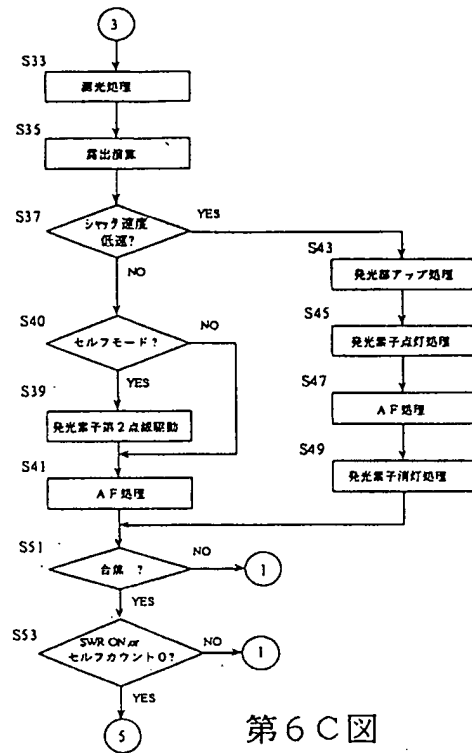 3
S33
測光処理
S35
露出演算
S37
シャッタ速度
低速?
YES
NO
S43
発光部アップ処理
S40
セルフモード?
NO
YES
S45
発光素子点灯処理
S39
発光素子第2点線駆動
S47
AF処理
S41
AF処理
S49
発光素子消灯処理
S51
合焦 ?
NO
1
YES
S53
SWR ON or
セルフカウント0?
NO
1
YES
5
第6C図